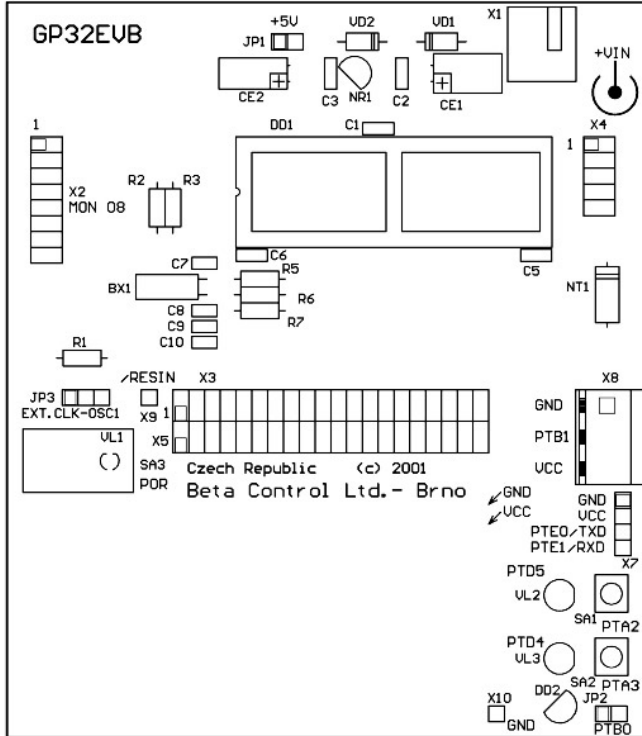 GP32EVB
+5V
JP1
VD2
VD1
X1
+VIN
CE2
C3
NR1
C2
CE1
1
X2
MON 08
R2
R3
DD1
C1
X4
1
C6
C5
C7
BX1
R5
R6
R7
C8
C9
C10
NT1
R1
JP3
EXT.CLK-OSC1
/RESIN
X9
X3
1
X5
X8
GND
PTB1
VCC
VL1
SA3
POR
Czech Republic (c) 2001
Beta Control Ltd.- Brno
GND
VCC
GND
VCC
PTE0/TXD
PTE1/RXD
X7
PTD5
VL2
SA1
PTA2
PTD4
VL3
SA2
PTA3
X10
GND
DD2
JP2
PTB0